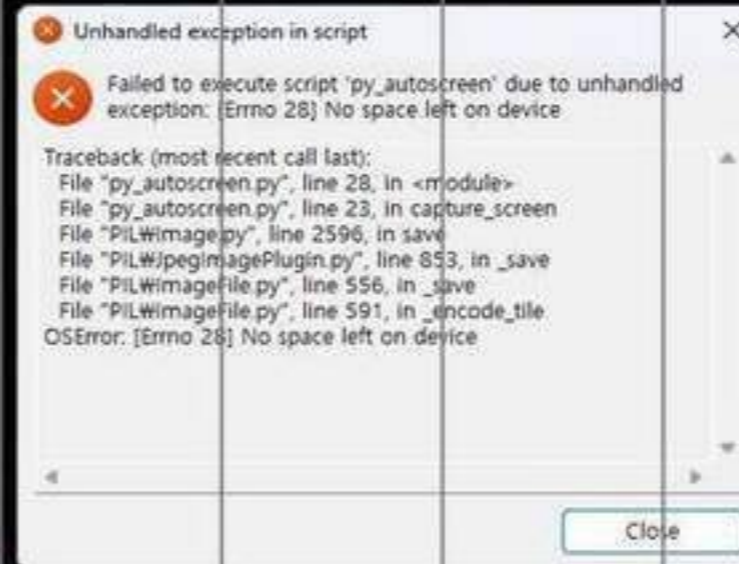 Unhandled exception in script
Failed to execute script 'py_autoscreen' due to unhandled
exception: [Errno 28] No space left on device
Traceback (most recent call last):
File "py_autoscreen.py", line 28, in <module>
File "py_autoscreen.py", line 23, in capture_screen
File "PIL₩Image.py", line 2596, in save
File "PIL₩JpegImagePlugin.py", line 853, in _save
File "PIL₩ImageFile.py", line 556, in _save
File "PIL₩ImageFile.py", line 591, in _encode_tile
OSError: [Errno 28] No space left on device
Close